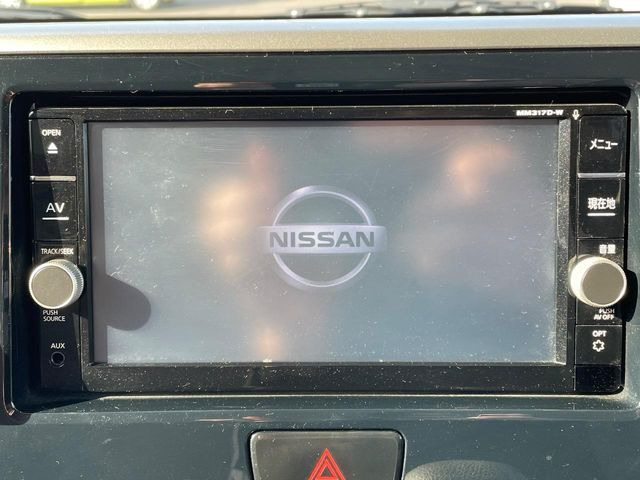 MM317D-W
OPEN
メニュー
AV
現在地
TRACK/SEEK
音量
NISSAN
PUSH
SOURCE
PUSH
AV OFF
AUX
OPT